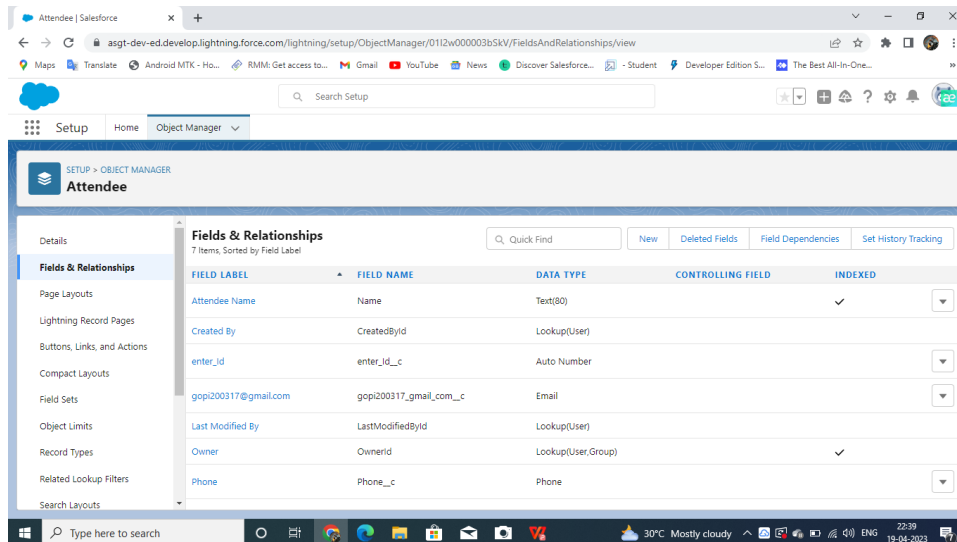 Attendee | Salesforce
asgt-dev-ed.develop.lightning.force.com/lightning/setup/ObjectManager/01I2w000003bSkV/FieldsAndRelationships/view
Maps Translate Android MTK - Ho... RMM: Get access to... Gmail YouTube News Discover Salesforce... - Student Developer Edition S... The Best All-In-One... »
Search Setup
Setup Home Object Manager
SETUP > OBJECT MANAGER
Attendee
Details
Fields & Relationships
Page Layouts
Lightning Record Pages
Buttons, Links, and Actions
Compact Layouts
Field Sets
Object Limits
Record Types
Related Lookup Filters
Search Layouts
Fields & Relationships
7 Items, Sorted by Field Label
Quick Find New Deleted Fields Field Dependencies Set History Tracking
FIELD LABEL FIELD NAME DATA TYPE CONTROLLING FIELD INDEXED
Attendee Name Name Text(80)
Created By CreatedById Lookup(User)
enter_Id enter_Id__c Auto Number
gopi200317@gmail.com gopi200317_gmail_com__c Email
Last Modified By LastModifiedById Lookup(User)
Owner OwnerId Lookup(User,Group)
Phone Phone__c Phone
Type here to search
30°C Mostly cloudy ENG
22:39
19-04-2023